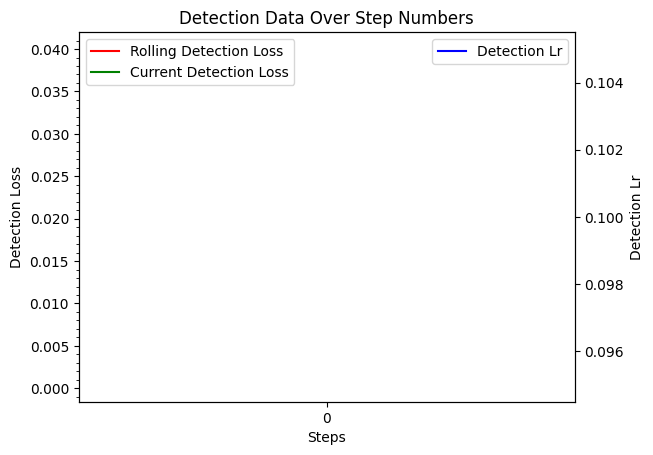 Detection Data Over Step Numbers
Rolling Detection Loss
Current Detection Loss
Detection Lr
Detection Loss
0.040
0.035
0.030
0.025
0.020
0.015
0.010
0.005
0.000
0.104
0.102
0.100
0.098
0.096
Detection Lr
0
Steps